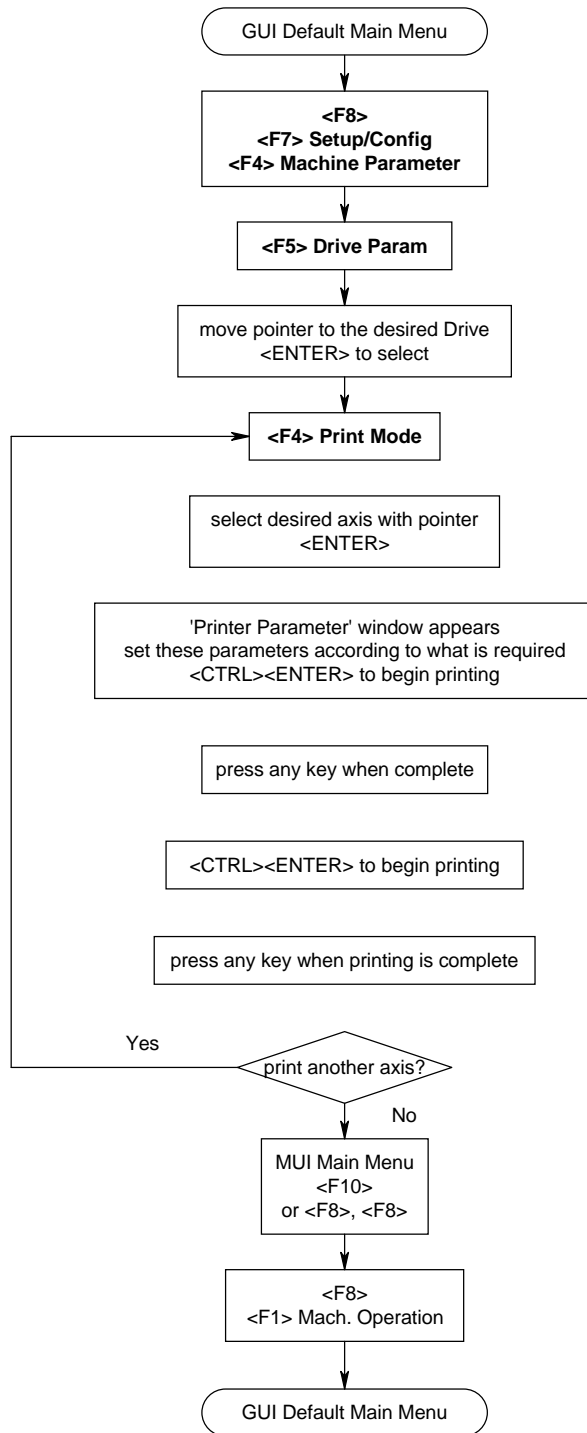 GUI Default Main Menu
<F8>
<F7> Setup/Config
<F4> Machine Parameter
<F5> Drive Param
move pointer to the desired Drive
<ENTER> to select
<F4> Print Mode
select desired axis with pointer
<ENTER>
'Printer Parameter' window appears
set these parameters according to what is required
<CTRL><ENTER> to begin printing
press any key when complete
<CTRL><ENTER> to begin printing
press any key when printing is complete
Yes
print another axis?
No
MUI Main Menu
<F10>
or <F8>, <F8>
<F8>
<F1> Mach. Operation
GUI Default Main Menu